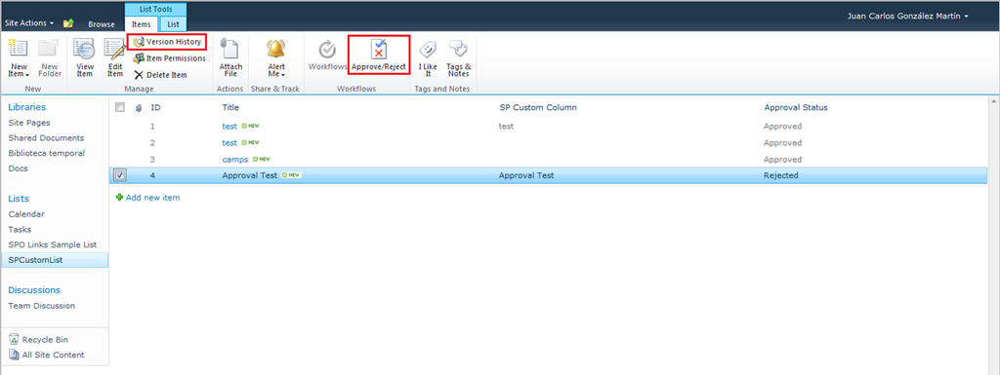 List Tools
Site Actions Browse Items List Juan Carlos González Martín
Version History
Item Permissions
Delete Item
New Item
New Folder
View Item
Edit Item
Attach File
Alert Me
Workflows
Approve/Reject
I Like It
Tags & Notes
New Manage Actions Share & Track Workflows Tags and Notes
Libraries
Site Pages
Shared Documents
Biblioteca temporal
Docs
Lists
Calendar
Tasks
SPO Links Sample List
SPCustomList
Discussions
Team Discussion
Recycle Bin
All Site Content
ID Title SP Custom Column Approval Status
1 test NEW test Approved
2 test NEW Approved
3 camps NEW Approved
4 Approval Test NEW Approval Test Rejected
Add new item